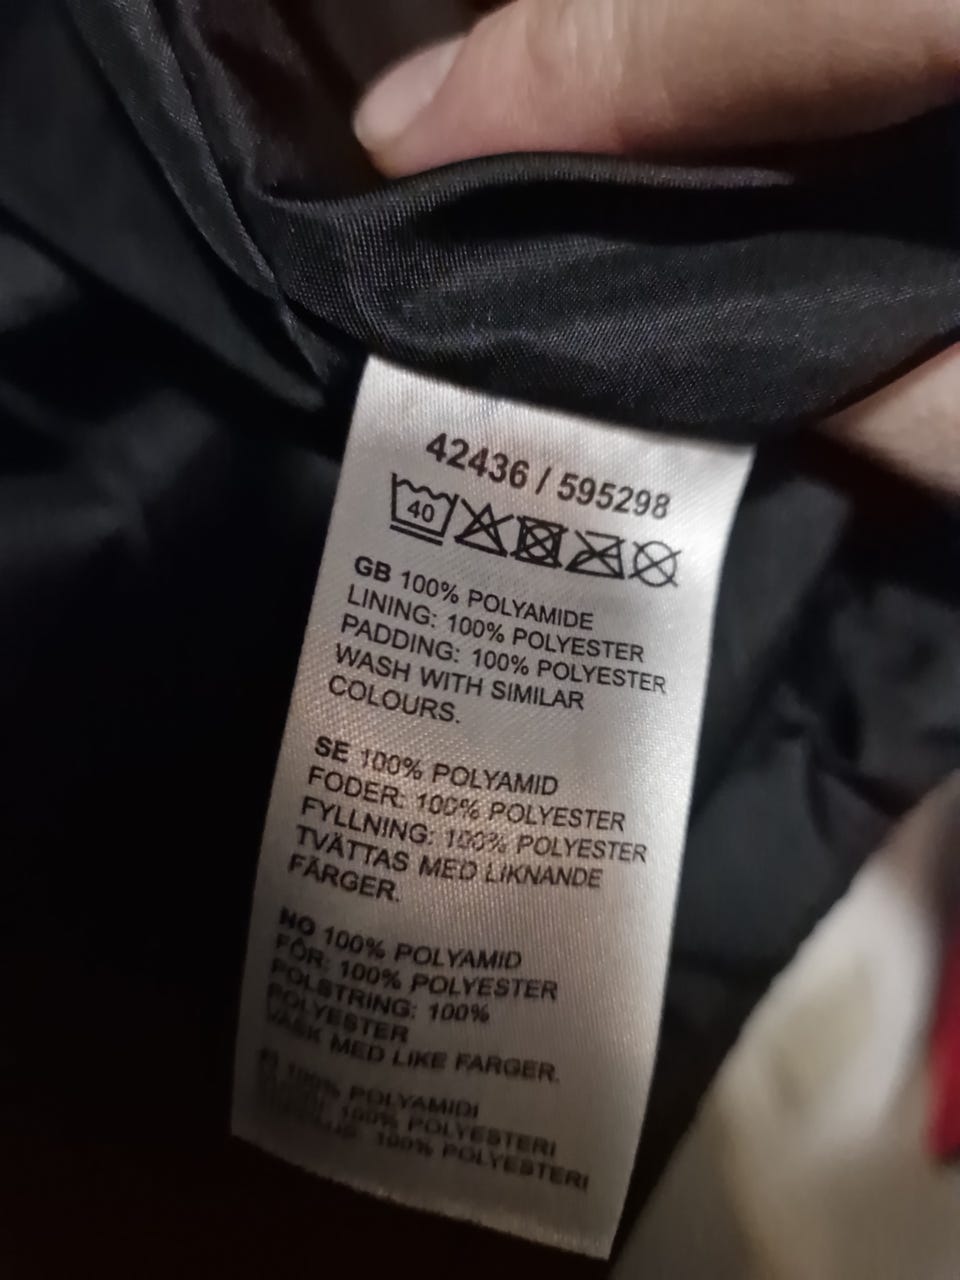 42436 / 595298
40
GB 100% POLYAMIDE
LINING: 100% POLYESTER
PADDING: 100% POLYESTER
WASH WITH SIMILAR
COLOURS.
SE 100% POLYAMID
FODER: 100% POLYESTER
FYLLNING: 100% POLYESTER
TVÄTTAS MED LIKNANDE
FÄRGER.
NO 100% POLYAMID
FÔR: 100% POLYESTER
POLSTRING: 100%
POLYESTER
VASK MED LIKE FARGER.
FI 100% POLYAMIDI
100% POLYESTERI
100% POLYESTERI